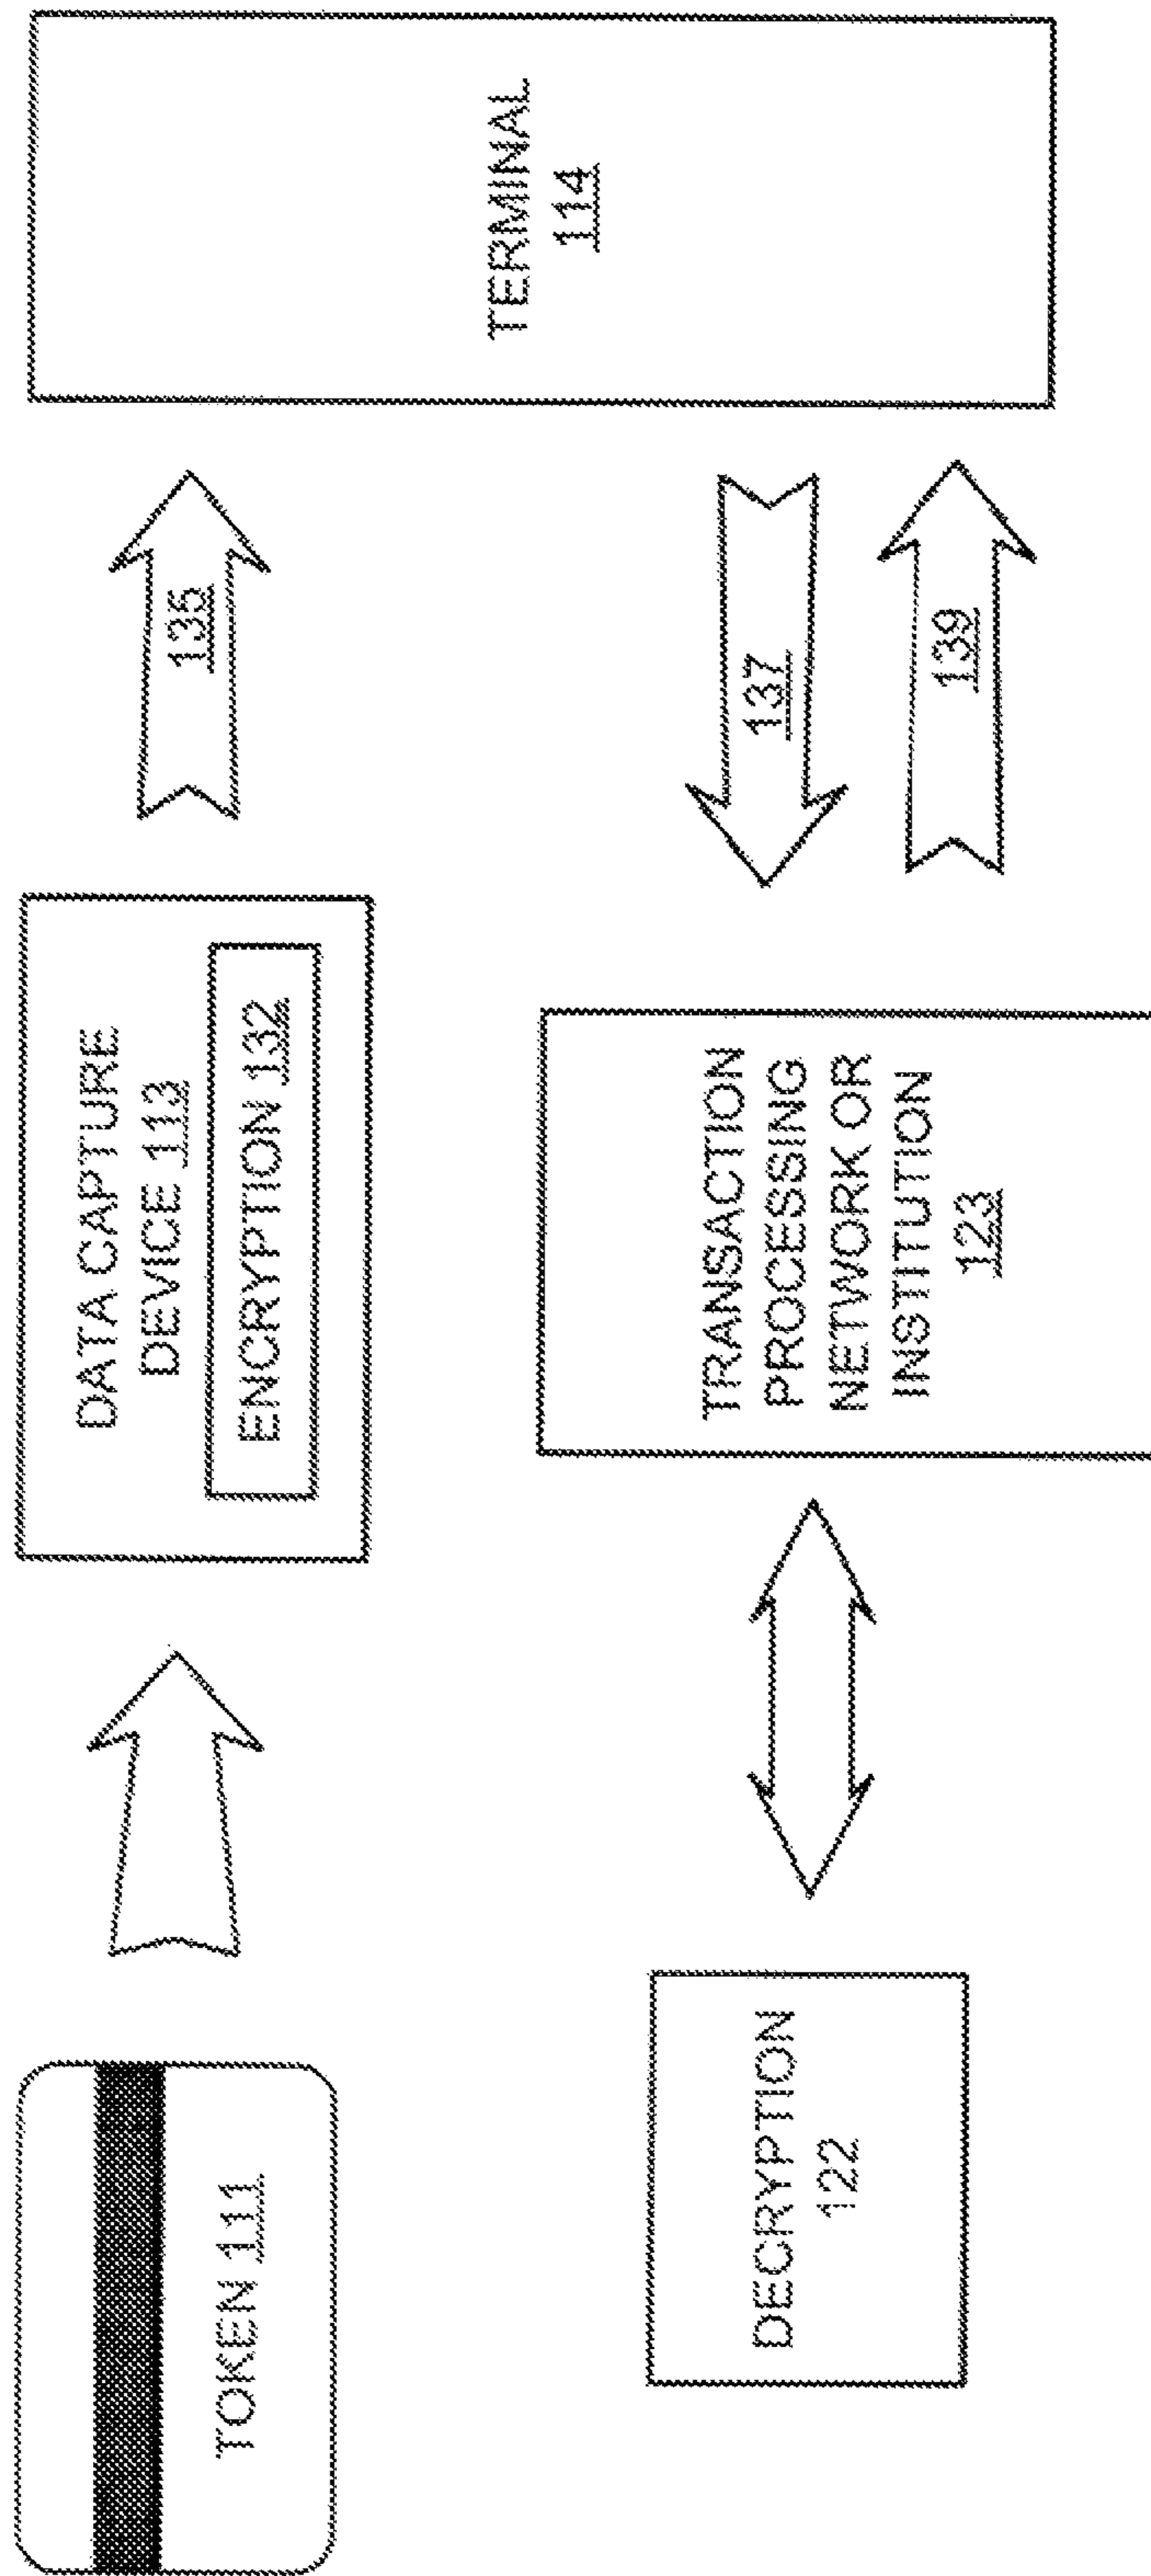 TOKEN 111
DATA CAPTURE
DEVICE 113
ENCRYPTION 132
135
TERMINAL
114
DECRYPTION
122
TRANSACTION
PROCESSING
NETWORK OR
INSTITUTION
123
137
139